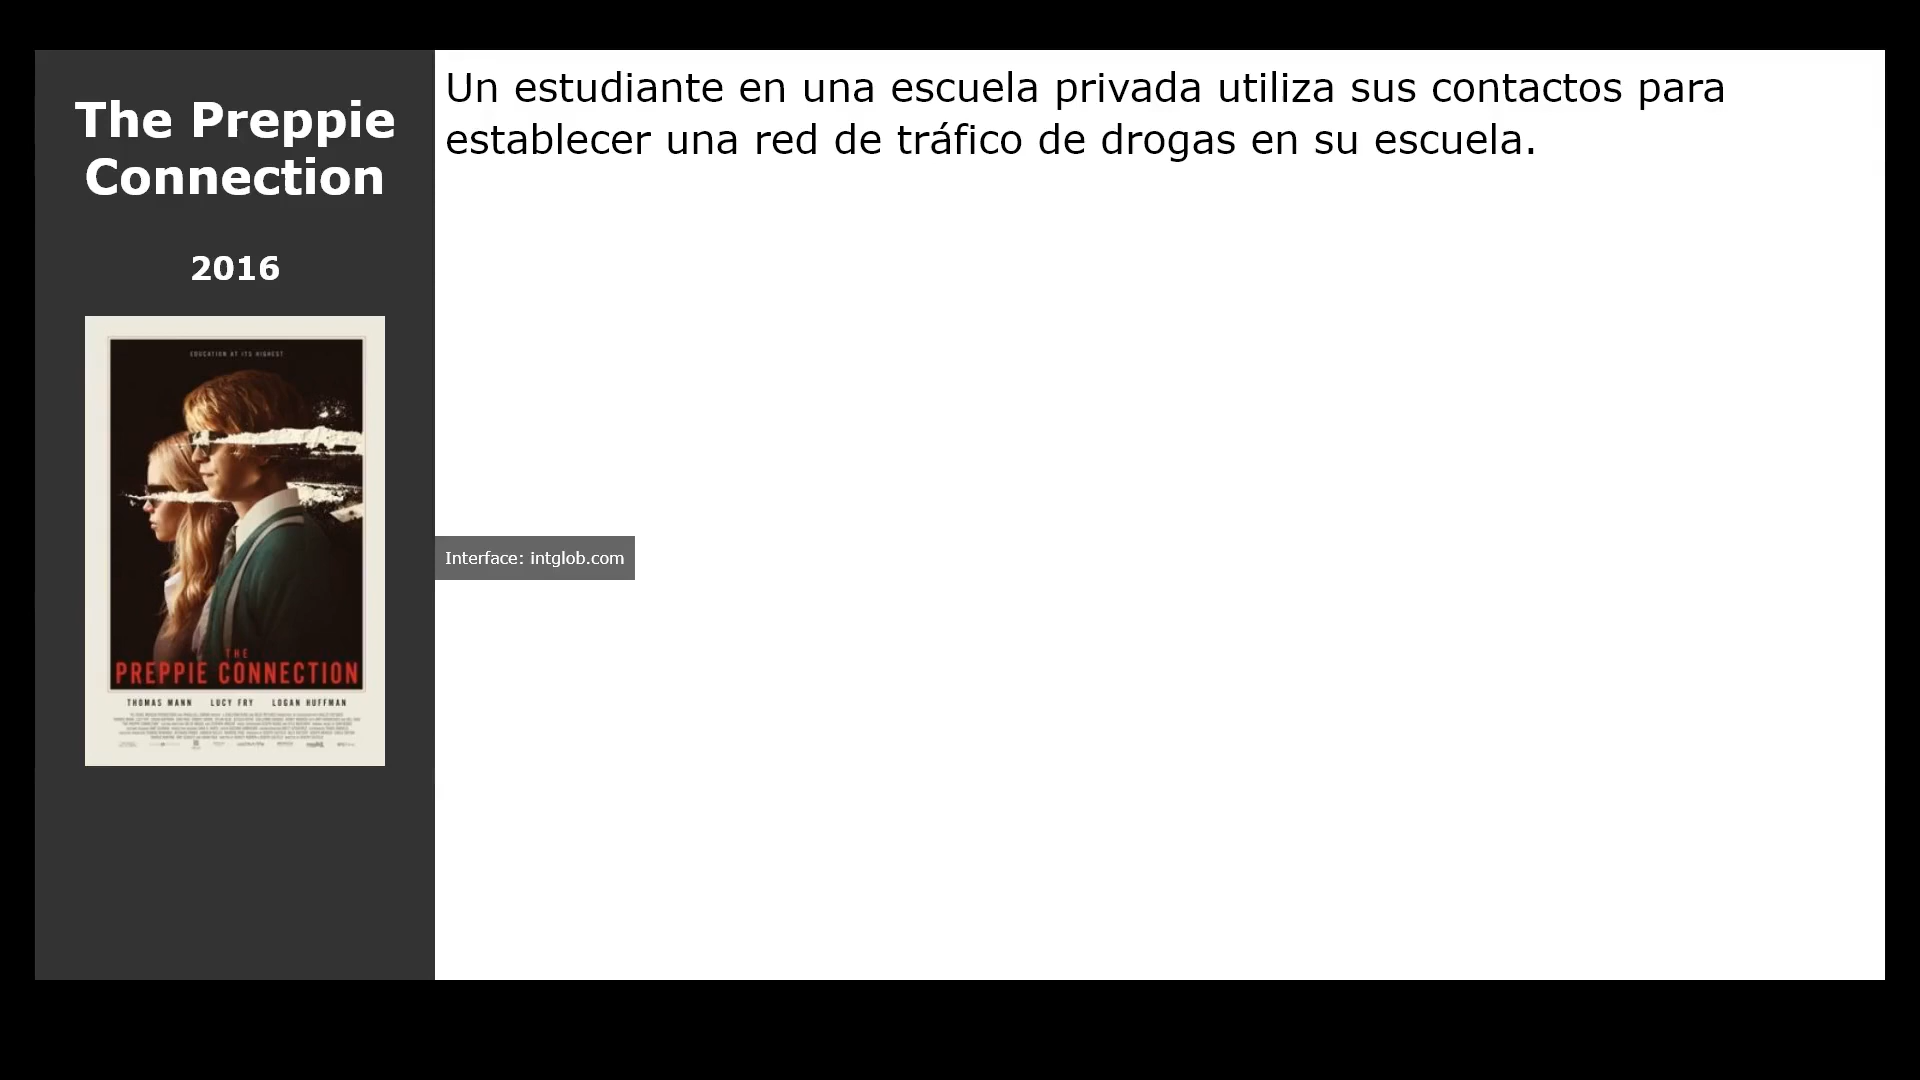 The Preppie
Connection
2016
EDUCATION AT ITS HIGHEST
THE
PREPPIE CONNECTION
THOMAS MANN LUCY FRY LOGAN HUFFMAN
Un estudiante en una escuela privada utiliza sus contactos para
establecer una red de tráfico de drogas en su escuela.
Interface: intglob.com